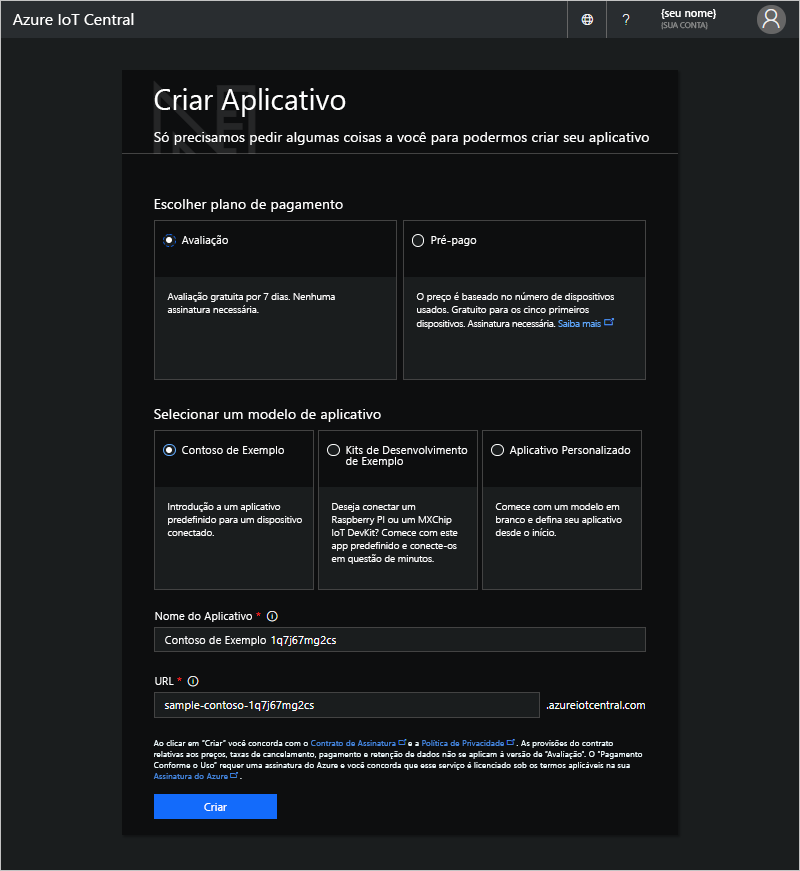 Azure IoT Central
?
{seu nome}
{SUA CONTA}
Criar Aplicativo
Só precisamos pedir algumas coisas a você para podermos criar seu aplicativo
Escolher plano de pagamento
Avaliação
Avaliação gratuita por 7 dias. Nenhuma
assinatura necessária.
Pré-pago
O preço é baseado no número de dispositivos
usados. Gratuito para os cinco primeiros
dispositivos. Assinatura necessária. Saiba mais
Selecionar um modelo de aplicativo
Contoso de Exemplo
Introdução a um aplicativo
predefinido para um dispositivo
conectado.
Kits de Desenvolvimento
de Exemplo
Deseja conectar um
Raspberry PI ou um MXChip
IoT DevKit? Comece com este
app predefinido e conecte-os
em questão de minutos.
Aplicativo Personalizado
Comece com um modelo em
branco e defina seu aplicativo
desde o início.
Nome do Aplicativo *
Contoso de Exemplo 1q7j67mg2cs
URL *
sample-contoso-1q7j67mg2cs
.azureiotcentral.com
Ao clicar em "Criar" você concorda com o Contrato de Assinatura e a Política de Privacidade. As provisões do contrato
relativas aos preços, taxas de cancelamento, pagamento e retenção de dados não se aplicam à versão de "Avaliação". O "Pagamento
Conforme o Uso" requer uma assinatura do Azure e você concorda que esse serviço é licenciado sob os termos aplicáveis na sua
Assinatura do Azure.
Criar